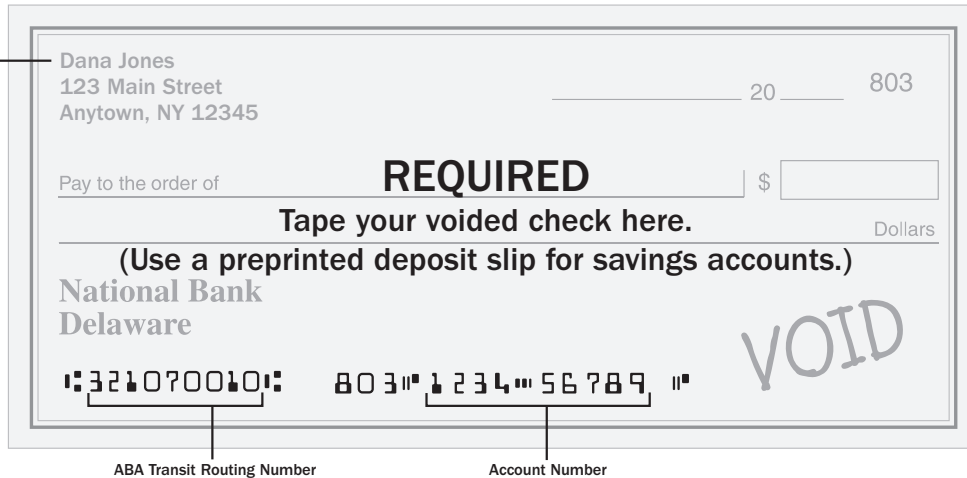 Dana Jones
123 Main Street
Anytown, NY 12345
20
803
Pay to the order of
REQUIRED
$
Tape your voided check here.
Dollars
(Use a preprinted deposit slip for savings accounts.)
National Bank
Delaware
VOID
⑆321070010⑆ 803⑈1234⑉56789 ⑈
ABA Transit Routing Number
Account Number